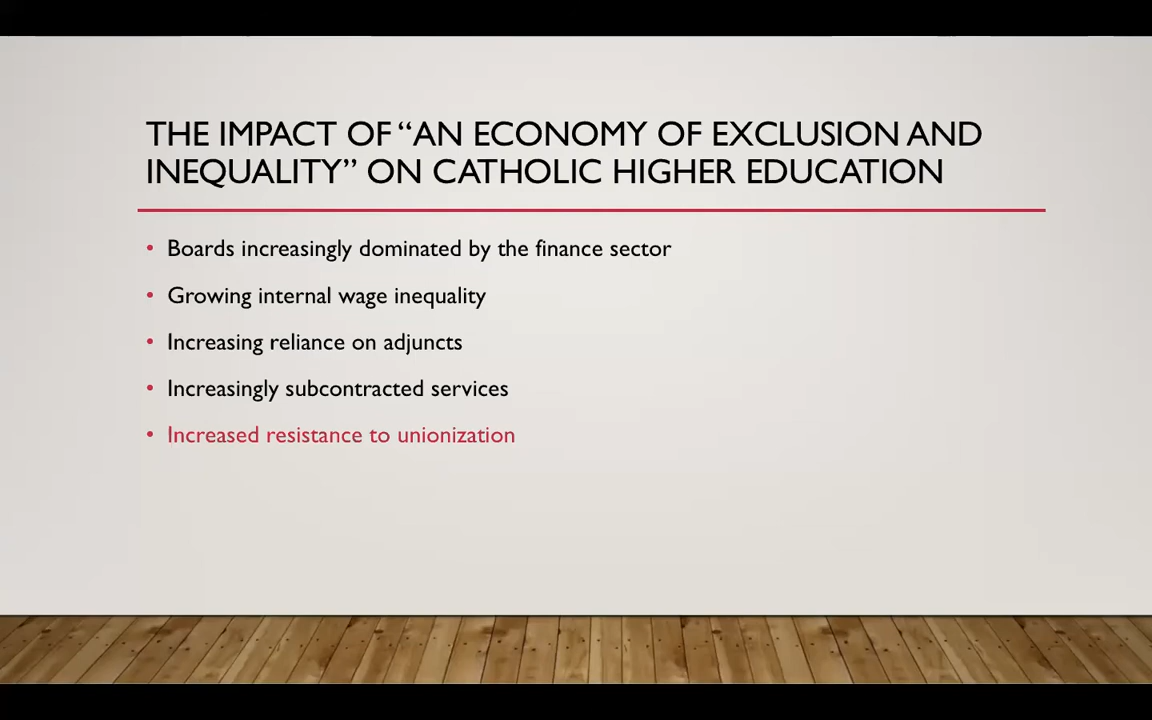 THE IMPACT OF “AN ECONOMY OF EXCLUSION AND
INEQUALITY” ON CATHOLIC HIGHER EDUCATION
• Boards increasingly dominated by the finance sector
• Growing internal wage inequality
• Increasing reliance on adjuncts
• Increasingly subcontracted services
• Increased resistance to unionization